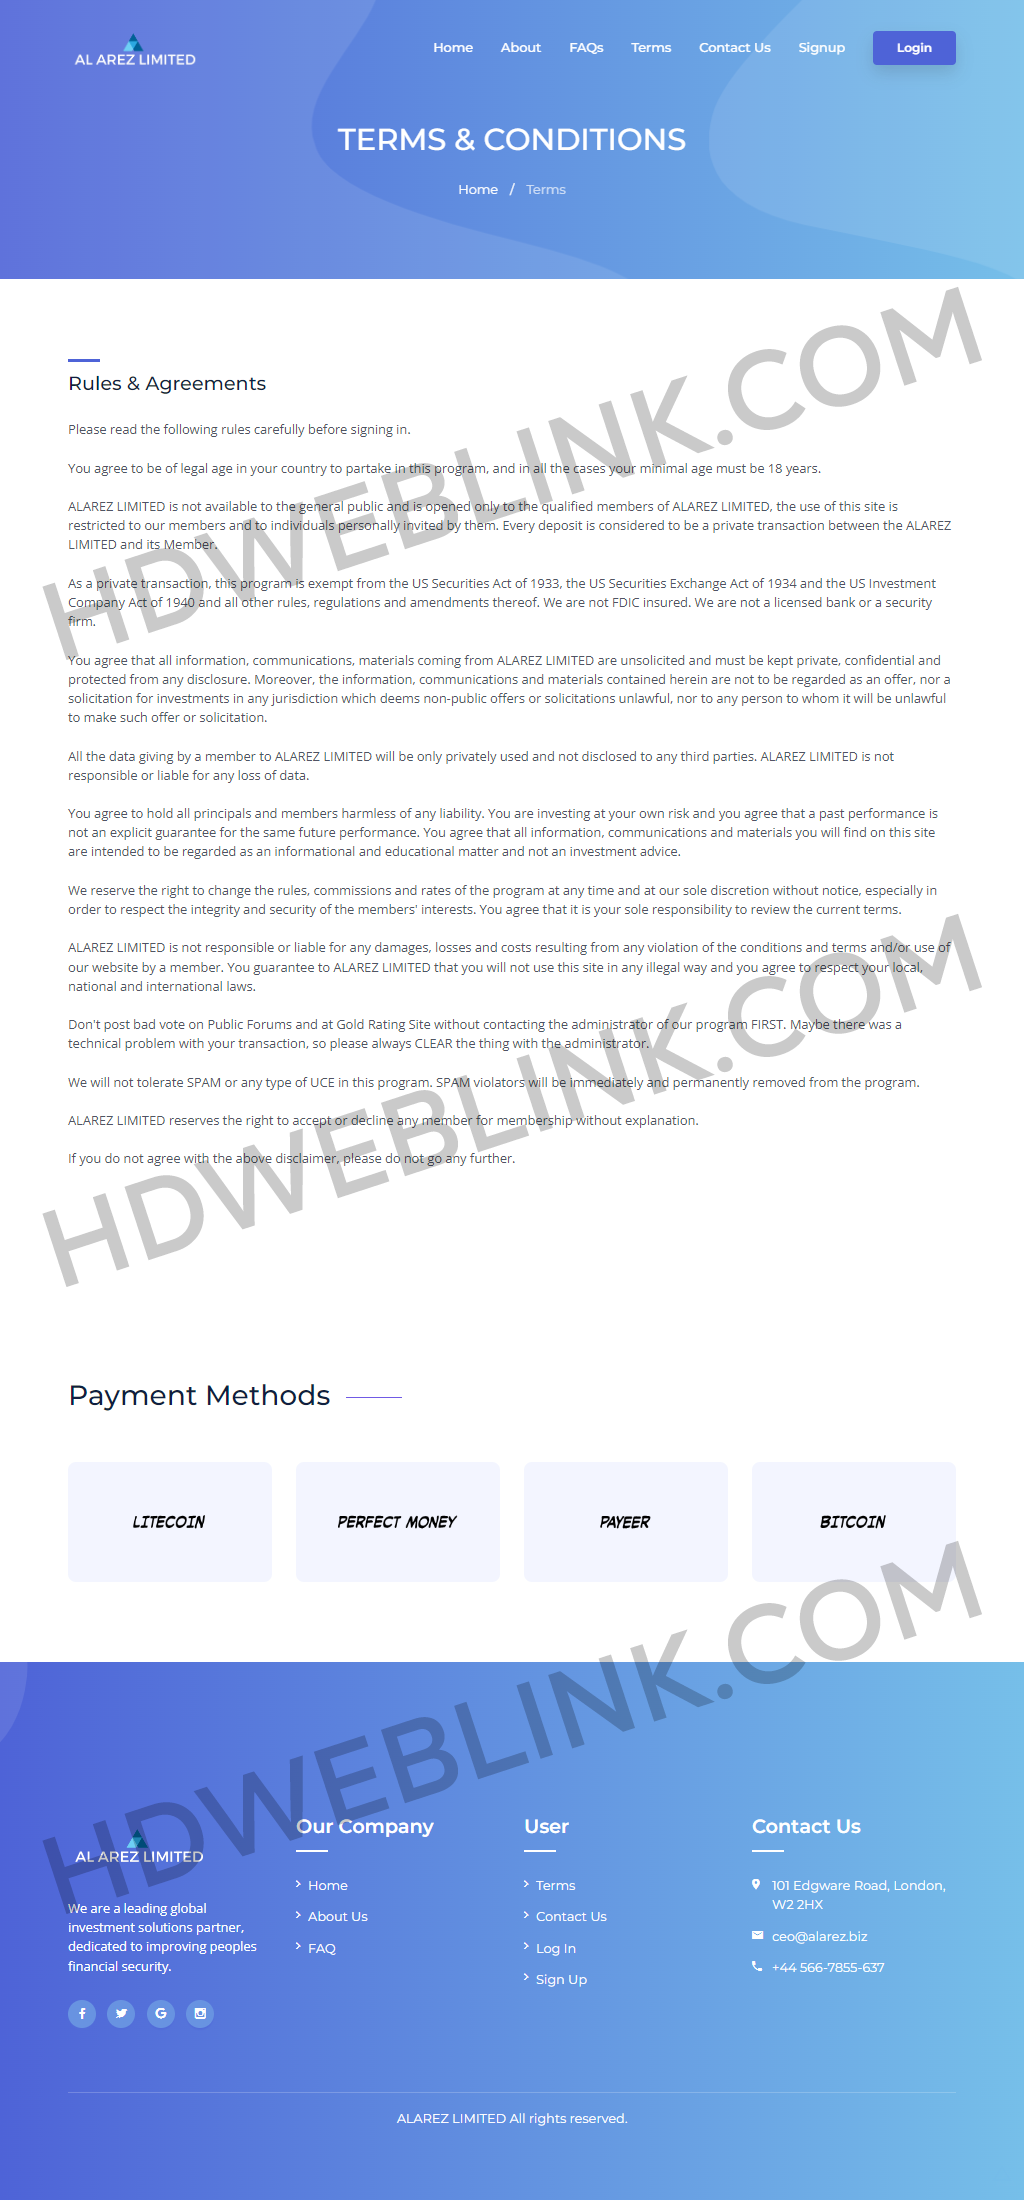 AL AREZ LIMITED
Home About FAQs Terms Contact Us Signup Login
TERMS & CONDITIONS
Home / Terms
Rules & Agreements
Please read the following rules carefully before signing in.
You agree to be of legal age in your country to partake in this program, and in all the cases your minimal age must be 18 years.
ALAREZ LIMITED is not available to the general public and is opened only to the qualified members of ALAREZ LIMITED, the use of this site is
restricted to our members and to individuals personally invited by them. Every deposit is considered to be a private transaction between the ALAREZ
LIMITED and its Member.
As a private transaction, this program is exempt from the US Securities Act of 1933, the US Securities Exchange Act of 1934 and the US Investment
Company Act of 1940 and all other rules, regulations and amendments thereof. We are not FDIC insured. We are not a licensed bank or a security
firm.
You agree that all information, communications, materials coming from ALAREZ LIMITED are unsolicited and must be kept private, confidential and
protected from any disclosure. Moreover, the information, communications and materials contained herein are not to be regarded as an offer, nor a
solicitation for investments in any jurisdiction which deems non-public offers or solicitations unlawful, nor to any person to whom it will be unlawful
to make such offer or solicitation.
All the data giving by a member to ALAREZ LIMITED will be only privately used and not disclosed to any third parties. ALAREZ LIMITED is not
responsible or liable for any loss of data.
You agree to hold all principals and members harmless of any liability. You are investing at your own risk and you agree that a past performance is
not an explicit guarantee for the same future performance. You agree that all information, communications and materials you will find on this site
are intended to be regarded as an informational and educational matter and not an investment advice.
We reserve the right to change the rules, commissions and rates of the program at any time and at our sole discretion without notice, especially in
order to respect the integrity and security of the members' interests. You agree that it is your sole responsibility to review the current terms.
ALAREZ LIMITED is not responsible or liable for any damages, losses and costs resulting from any violation of the conditions and terms and/or use of
our website by a member. You guarantee to ALAREZ LIMITED that you will not use this site in any illegal way and you agree to respect your local,
national and international laws.
Don't post bad vote on Public Forums and at Gold Rating Site without contacting the administrator of our program FIRST. Maybe there was a
technical problem with your transaction, so please always CLEAR the thing with the administrator.
We will not tolerate SPAM or any type of UCE in this program. SPAM violators will be immediately and permanently removed from the program.
ALAREZ LIMITED reserves the right to accept or decline any member for membership without explanation.
If you do not agree with the above disclaimer, please do not go any further.
HDWEBLINK.COM
HDWEBLINK.COM
HDWEBLINK.COM
Payment Methods
LITECOIN
PERFECT MONEY
PAYEER
BITCOIN
AL AREZ LIMITED
We are a leading global
investment solutions partner,
dedicated to improving peoples
financial security.
Our Company
Home
About Us
FAQ
User
Terms
Contact Us
Log In
Sign Up
Contact Us
101 Edgware Road, London,
W2 2HX
ceo@alarez.biz
+44 566-7855-637
ALAREZ LIMITED All rights reserved.